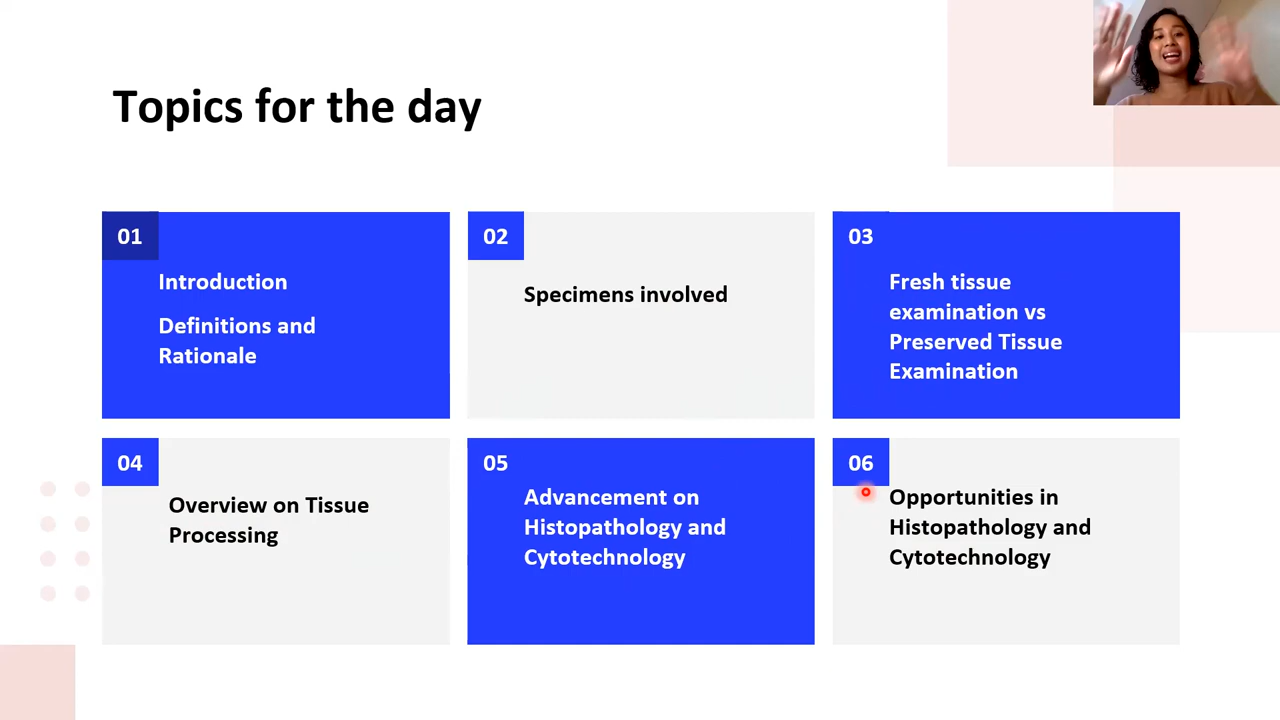 Topics for the day
01
Introduction
Definitions and
Rationale
02
Specimens involved
03
Fresh tissue
examination vs
Preserved Tissue
Examination
04
Overview on Tissue
Processing
05
Advancement on
Histopathology and
Cytotechnology
06
Opportunities in
Histopathology and
Cytotechnology